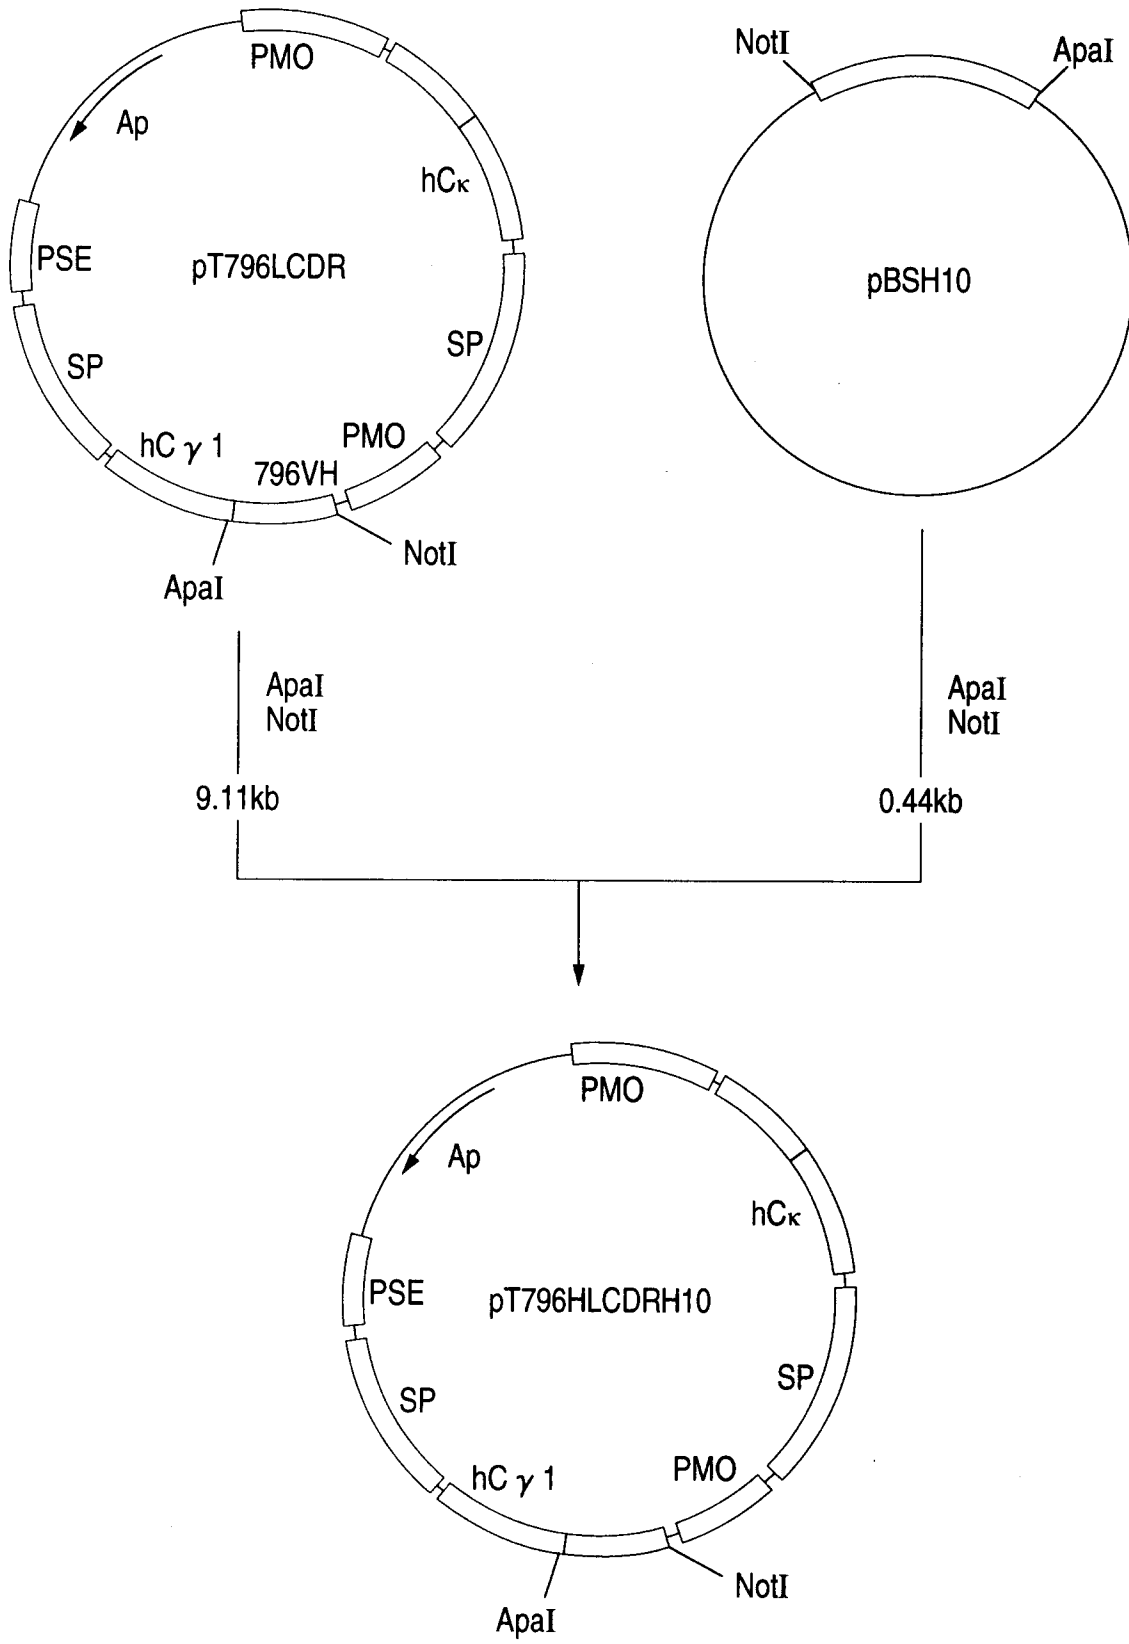 PMO
Ap
hCκ
PSE
pT796LCDR
SP
SP
hC γ 1
796VH
PMO
NotI
ApaI
NotI
ApaI
pBSH10
ApaI
NotI
9.11kb
ApaI
NotI
0.44kb
PMO
Ap
hCκ
PSE
pT796HLCDRH10
SP
SP
hC γ 1
PMO
NotI
ApaI